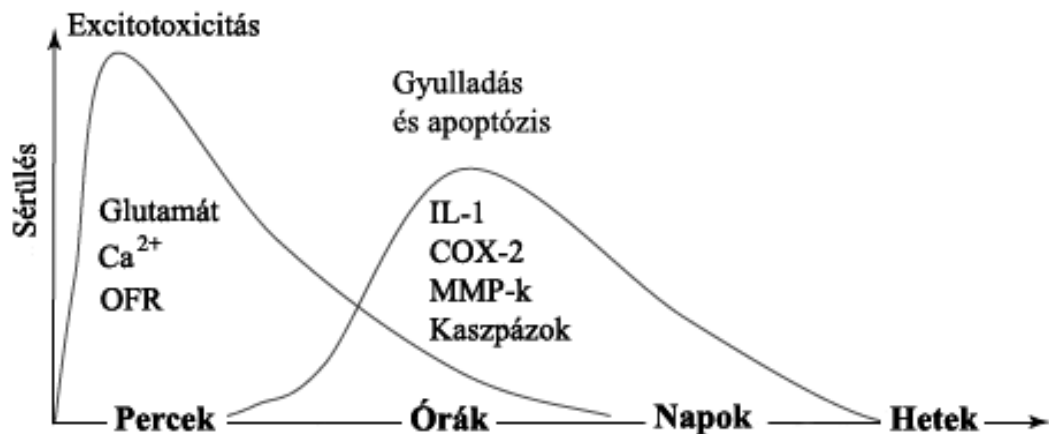 Excitotoxicitás
Gyulladás
és apoptózis
Sérülés
Glutamát
Ca²⁺
OFR
IL-1
COX-2
MMP-k
Kaszpázok
Percek Órák Napok Hetek